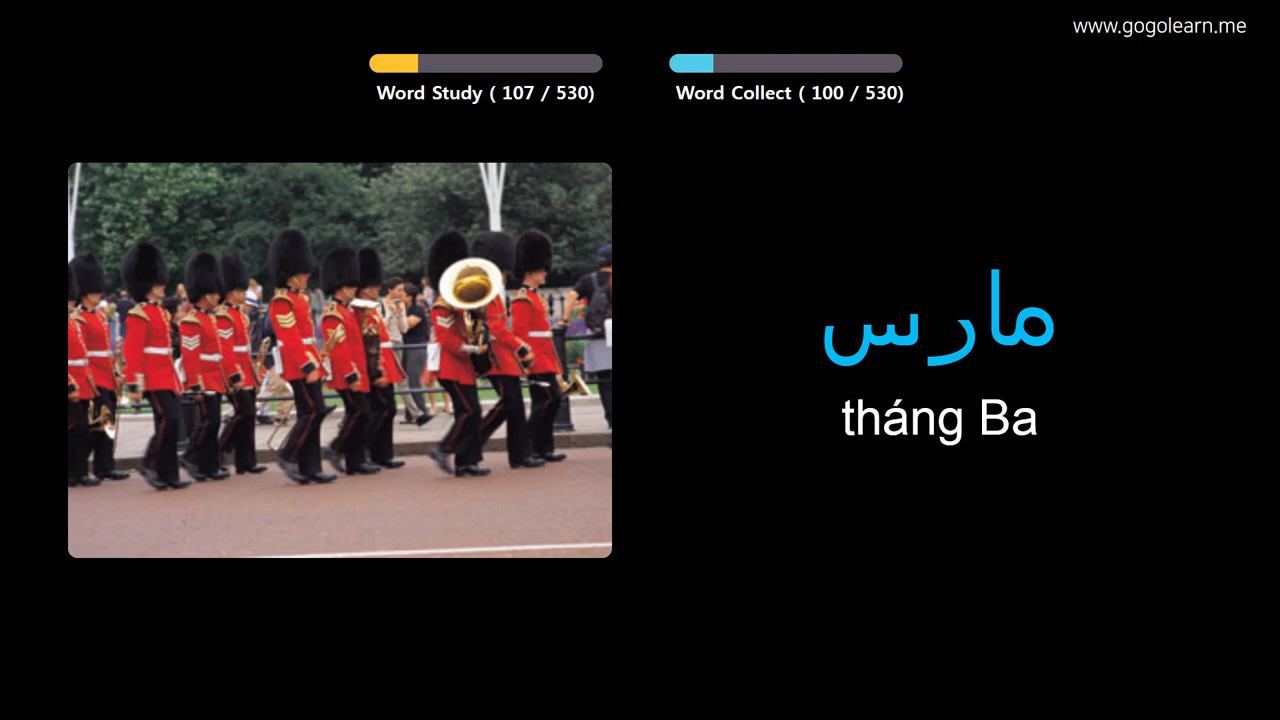 www.gogolearn.me
Word Study ( 107 / 530)
Word Collect ( 100 / 530)
مارس
tháng Ba